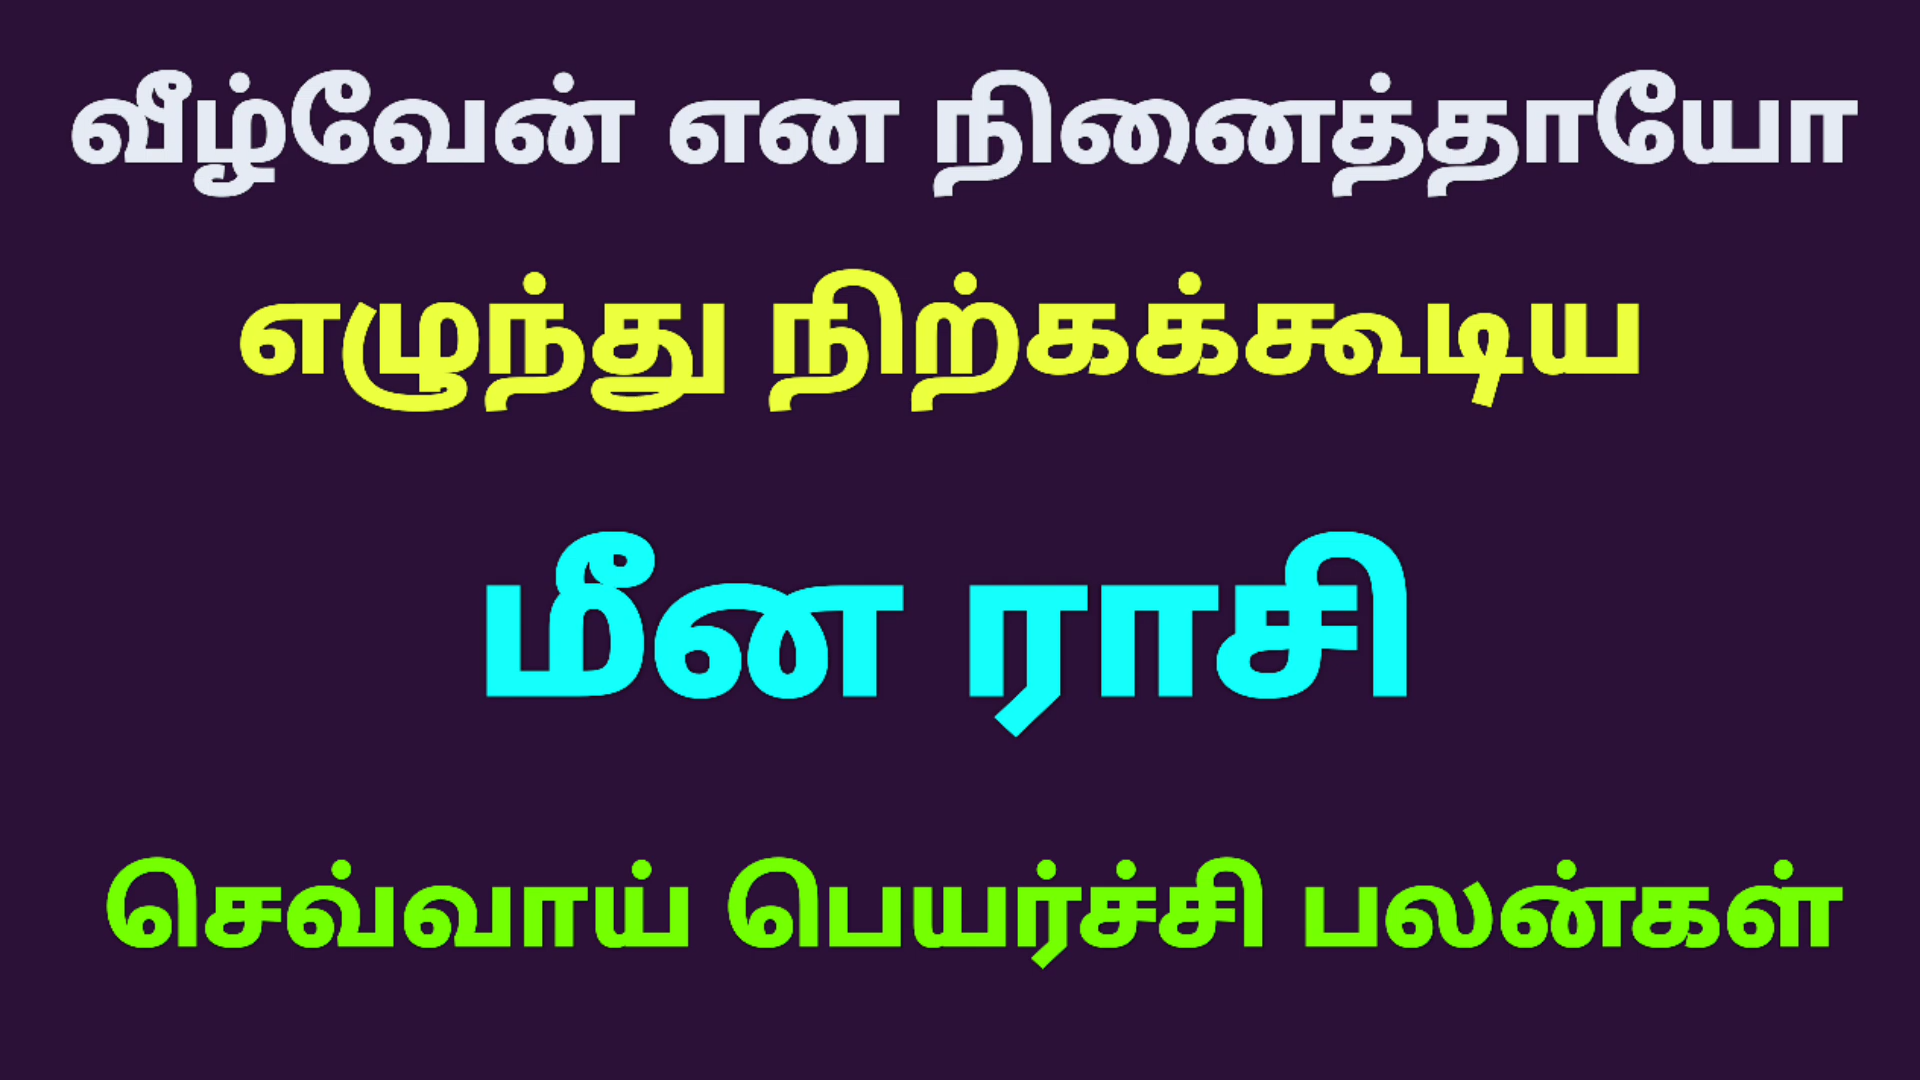 வீழ்வேன் என நினைத்தாயோ
எழுந்து நிற்கக்கூடிய
மீன ராசி
செவ்வாய் பெயர்ச்சி பலன்கள்